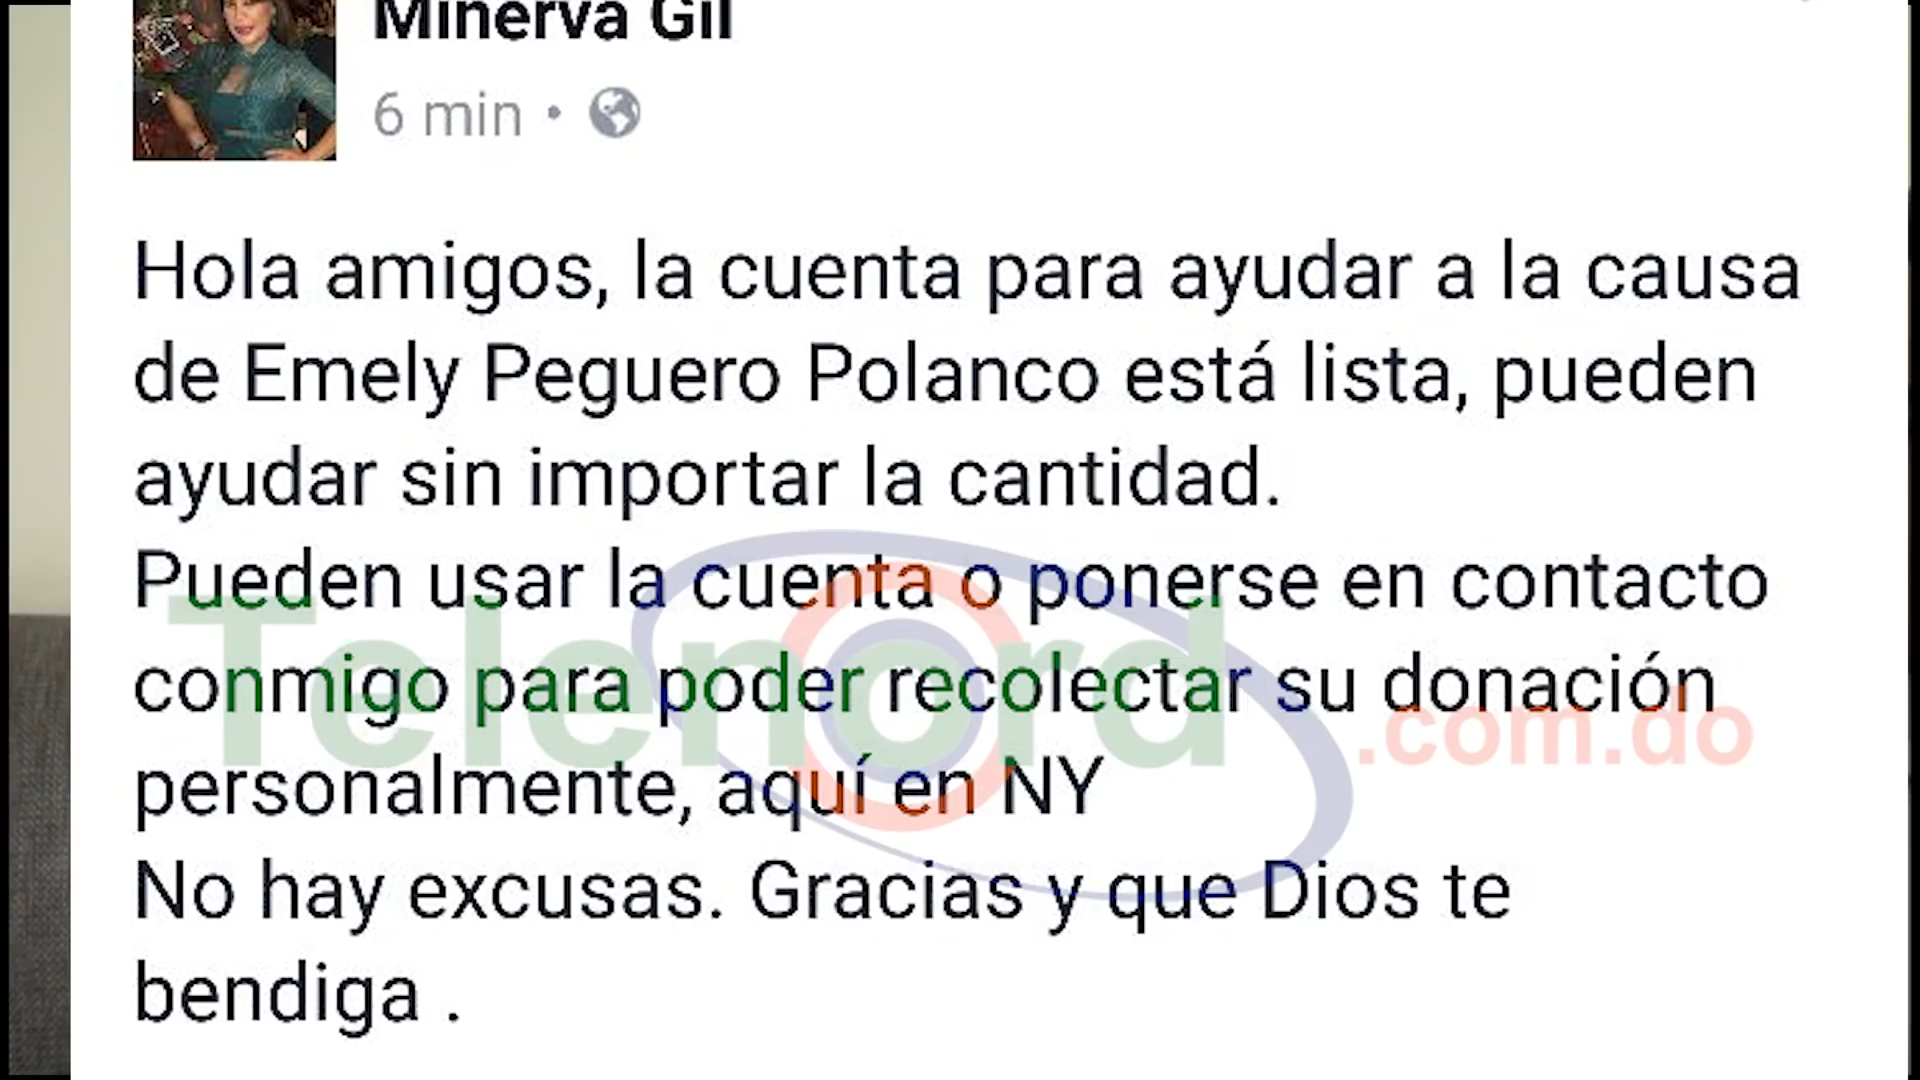 Minerva Gil
6 min •
Hola amigos, la cuenta para ayudar a la causa
de Emely Peguero Polanco está lista, pueden
ayudar sin importar la cantidad.
Pueden usar la cuenta o ponerse en contacto
conmigo para poder recolectar su donación
personalmente, aquí en NY
No hay excusas. Gracias y que Dios te
bendiga .
Telenord.com.do